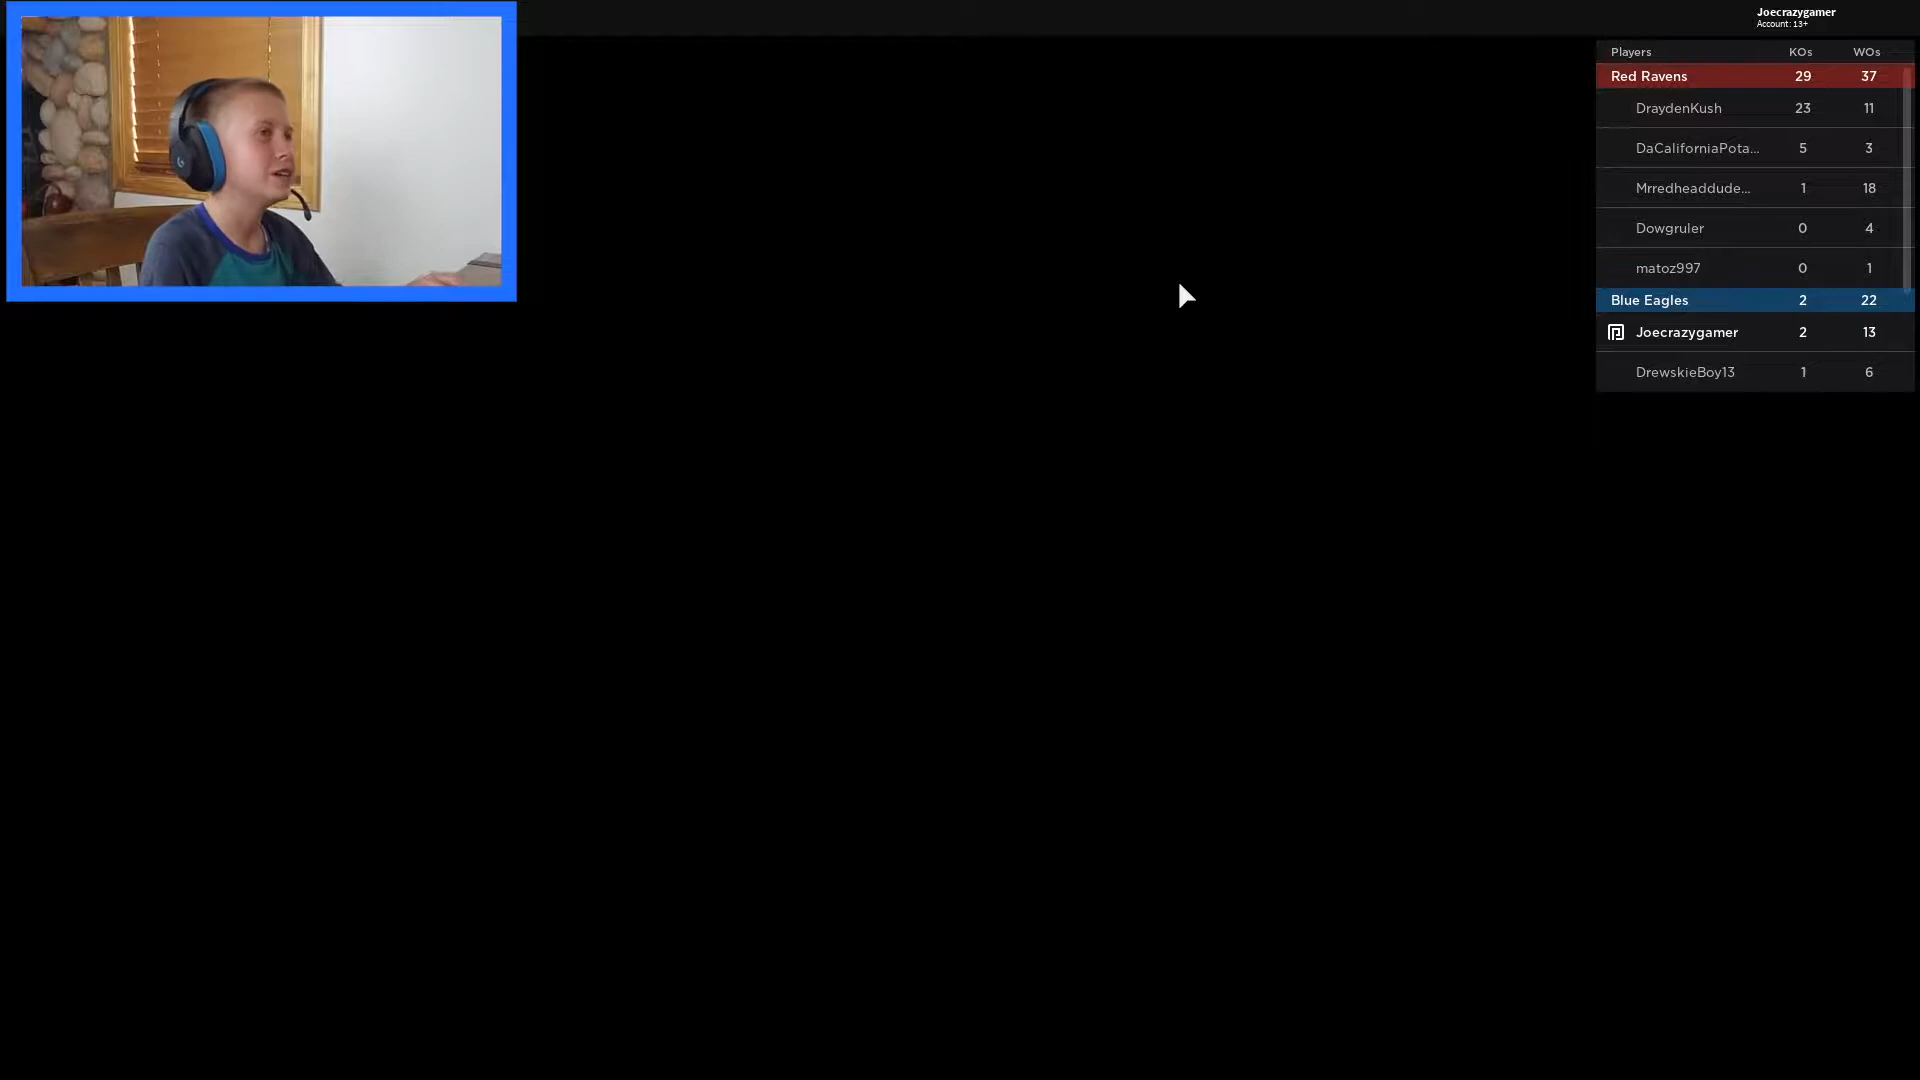 Joecrazygamer
Account: 13+
Players KOs WOs
Red Ravens 29 37
DraydenKush 23 11
DaCaliforniaPota... 5 3
Mrredheaddude... 1 18
Dowgruler 0 4
matoz997 0 1
Blue Eagles 2 22
Joecrazygamer 2 13
DrewskieBoy13 1 6